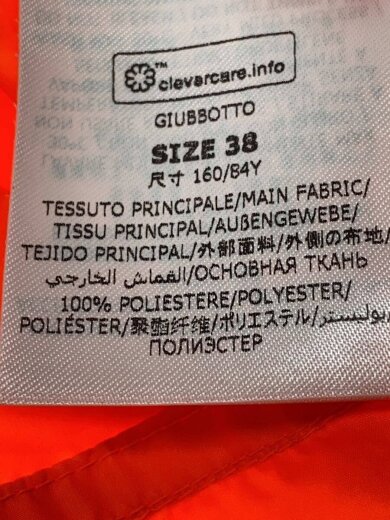 ™ clevercare.info
GIUBBOTTO
SIZE 38
尺寸 160/84Y
TESSUTO PRINCIPALE/MAIN FABRIC/
TISSU PRINCIPAL/AUßENGEWEBE/
TEJIDO PRINCIPAL/外部面料/外側の布地/
القماش الخارجي/ОСНОВНАЯ ТКАНЬ
100% POLIESTERE/POLYESTER/
POLIÉSTER/聚酯纤维/ポリエステル/بوليستر/
ПОЛИЭСТЕР